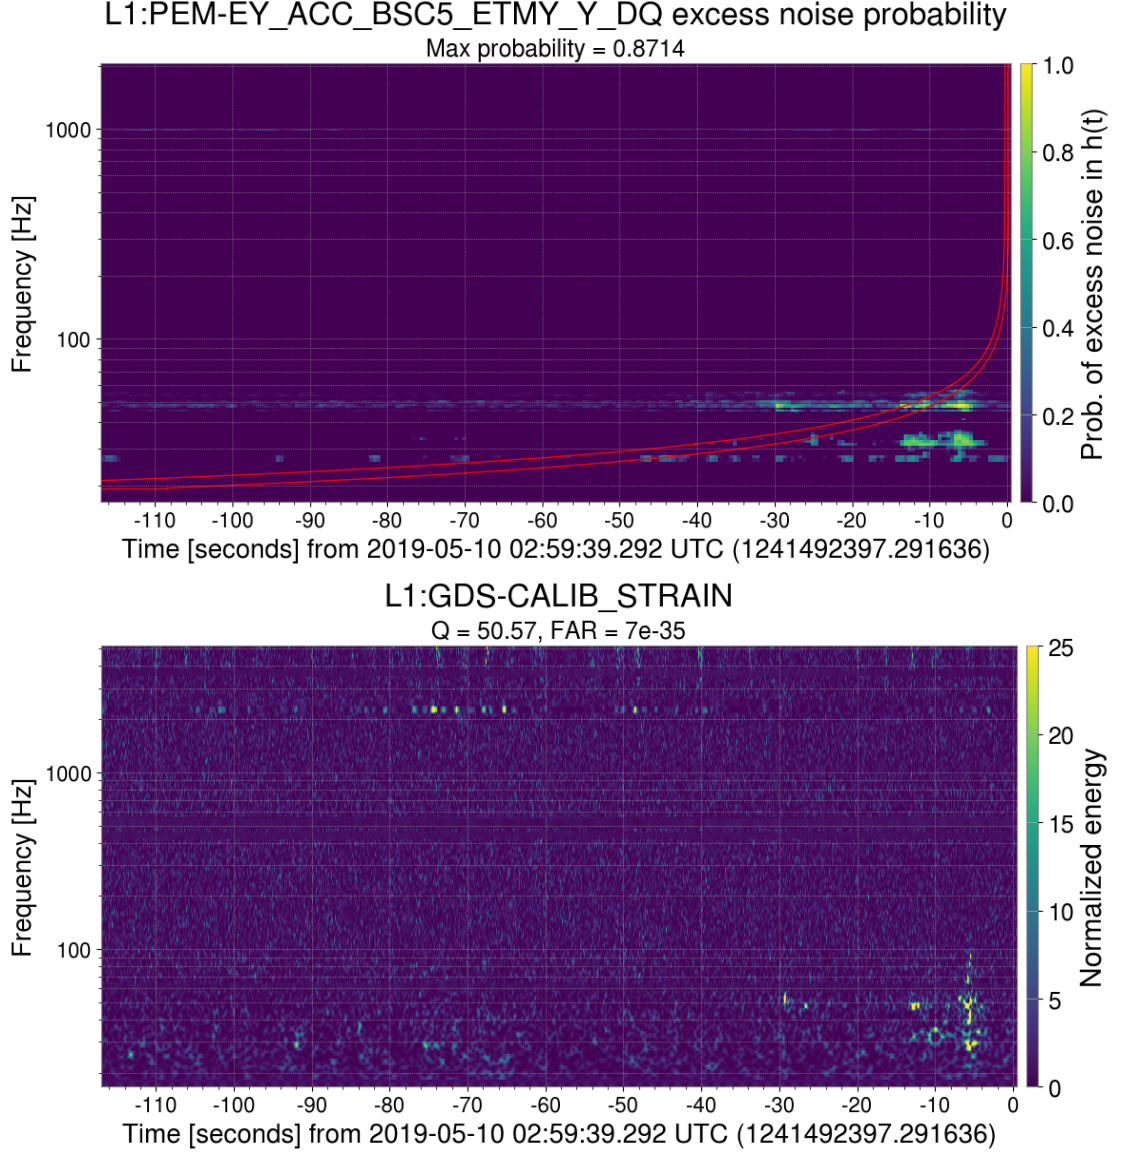 L1:PEM-EY_ACC_BSC5_ETMY_Y_DQ excess noise probability
Max probability = 0.8714
Frequency [Hz]
1000
100
-110 -100 -90 -80 -70 -60 -50 -40 -30 -20 -10 0
Time [seconds] from 2019-05-10 02:59:39.292 UTC (1241492397.291636)
1.0
0.8
0.6
0.4
0.2
0.0
Prob. of excess noise in h(t)
L1:GDS-CALIB_STRAIN
Q = 50.57, FAR = 7e-35
Frequency [Hz]
1000
100
-110 -100 -90 -80 -70 -60 -50 -40 -30 -20 -10 0
Time [seconds] from 2019-05-10 02:59:39.292 UTC (1241492397.291636)
25
20
15
10
5
0
Normalized energy